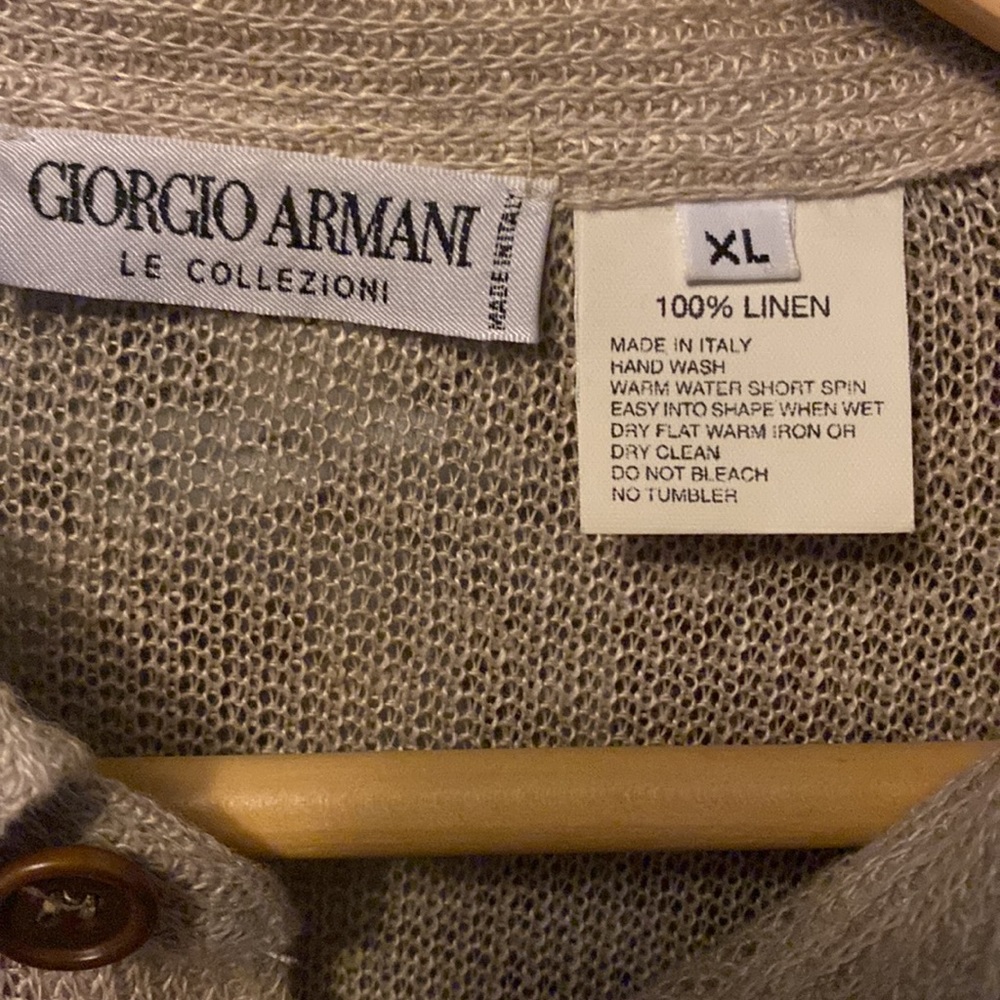 GIORGIO ARMANI
LE COLLEZIONI
MADE IN ITALY
XL
100% LINEN
MADE IN ITALY
HAND WASH
WARM WATER SHORT SPIN
EASY INTO SHAPE WHEN WET
DRY FLAT WARM IRON OR
DRY CLEAN
DO NOT BLEACH
NO TUMBLER